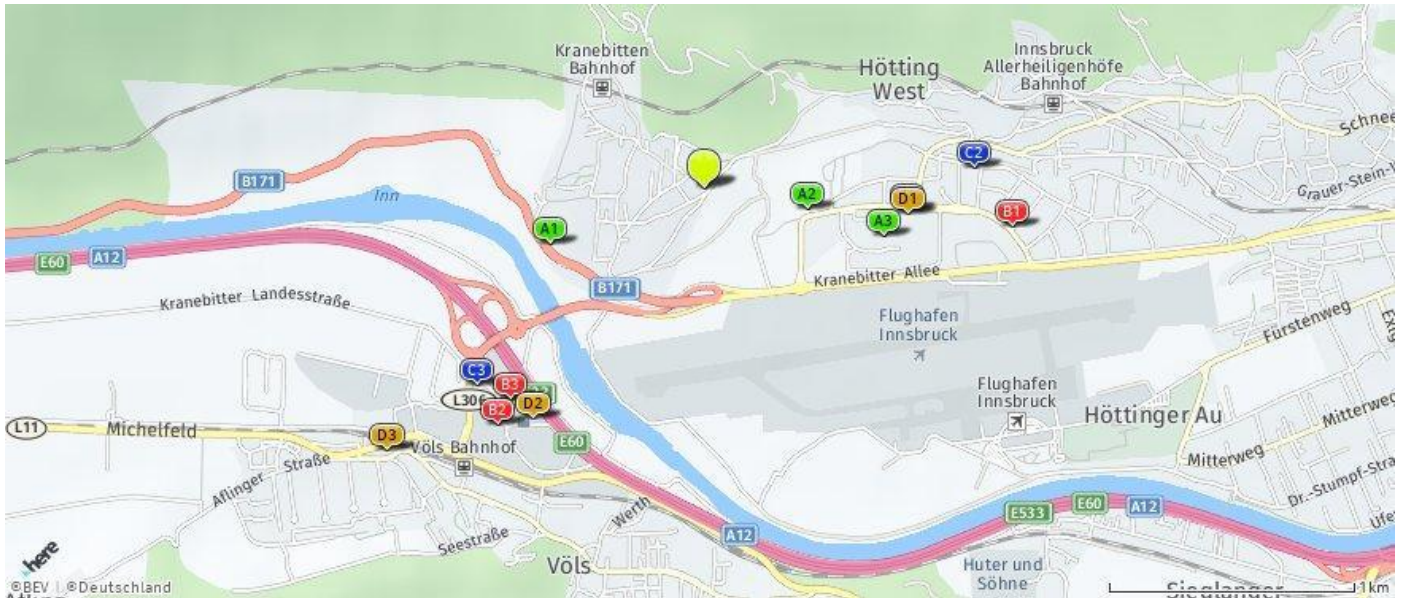 Kranebitten
Bahnhof
Hötting
West
Innsbruck
Allerheiligenhöfe
Bahnhof
Schnee
Grauer-Stein-
C2
B171
Inn
A2
D1
A3
B1
A1
E60
A12
Kranebitter Allee
B171
Kranebitter Landesstraße
Flughafen
Innsbruck
Fürstenweg
C3
B3
L306
B2
D2
Flughafen
Innsbruck
Höttinger Au
Mitterweg
L11
Michelfeld
D3
Völs Bahnhof
E60
Mitterweg
Aflinger Straße
Dr.-Stumpf-Stra
Werth
E533
E60
A12
Seestraße
A12
Ufe
here
Völs
Huter und
Söhne
©BEV | ©Deutschland
Sieglanger
1km